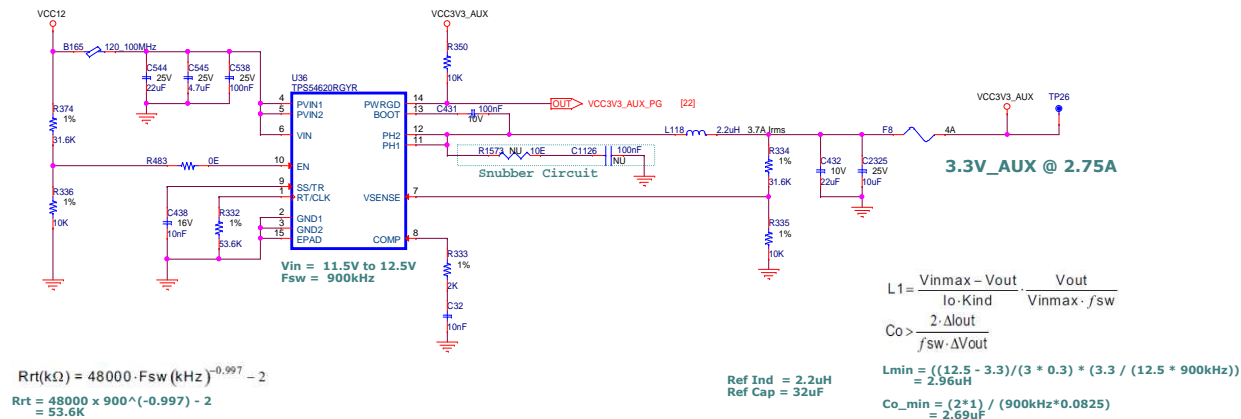 VCC12
VCC3V3_AUX
B165
120_100MHz
R350
10K
C544
25V
22uF
C545
25V
4.7uF
C538
25V
100nF
U36
TPS54620RGYR
R374
1%
31.6K
4
PVIN1
5
PVIN2
6
VIN
10
EN
9
SS/TR
1
RT/CLK
2
GND1
3
GND2
15
EPAD
PWRGD
14
BOOT
13
PH2
12
PH1
11
VSENSE
7
COMP
8
C431
100nF
10V
OUT
VCC3V3_AUX_PG
[22]
L118
2.2uH
3.7A Irms
R1573
NU
10E
C1126
100nF
NU
Snubber Circuit
R483
0E
R336
1%
10K
C438
16V
10nF
R332
1%
53.6K
R334
1%
31.6K
R335
1%
10K
C432
10V
22uF
C2325
25V
10uF
F8
4A
VCC3V3_AUX
TP26
3.3V_AUX @ 2.75A
R333
1%
2K
C32
10nF
Vin = 11.5V to 12.5V
Fsw = 900kHz
L1= Vinmax − Vout / Io·Kind · Vout / Vinmax · ƒsw
Co > 2·ΔIout / ƒsw·ΔVout
Rrt(kΩ) = 48000·Fsw(kHz)^−0.997 − 2
Rrt = 48000 x 900^(-0.997) - 2
= 53.6K
Ref Ind = 2.2uH
Ref Cap = 32uF
Lmin = ((12.5 - 3.3)/(3 * 0.3) * (3.3 / (12.5 * 900kHz))
= 2.96uH
Co_min = (2*1) / (900kHz*0.0825)
= 2.69uF